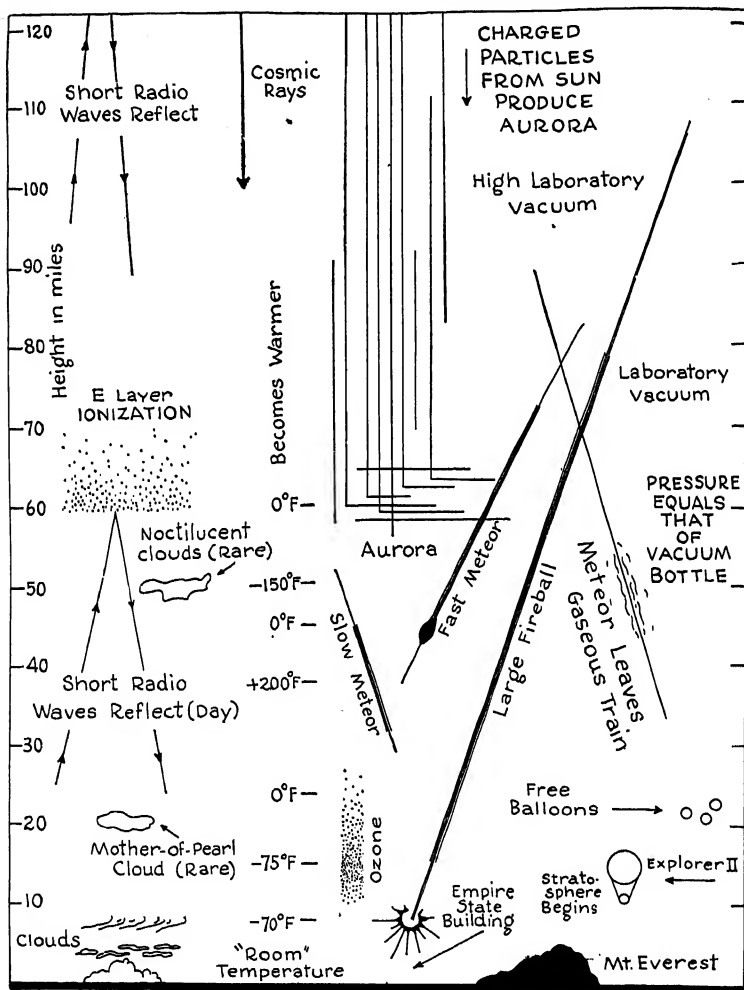 120
110
100
90
80
70
60
50
40
30
20
10
Height in miles
Short Radio
Waves Reflect
Cosmic
Rays
CHARGED
PARTICLES
FROM SUN
PRODUCE
AURORA
High Laboratory
Vacuum
Becomes Warmer
E Layer
IONIZATION
Laboratory
Vacuum
0°F
Noctilucent
clouds (Rare)
Aurora
Fast Meteor
Large Fireball
PRESSURE
EQUALS
THAT
OF
VACUUM
BOTTLE
-150°F
0°F
+200°F
Slow Meteor
Meteor Leaves
Gaseous Train
Short Radio
Waves Reflect (Day)
0°F
Free
Balloons
Mother-of-Pearl
Cloud (Rare)
-75°F
Ozone
Explorer II
Strato-
sphere
Begins
Empire
State
Building
-70°F
Clouds
"Room"
Temperature
Mt. Everest